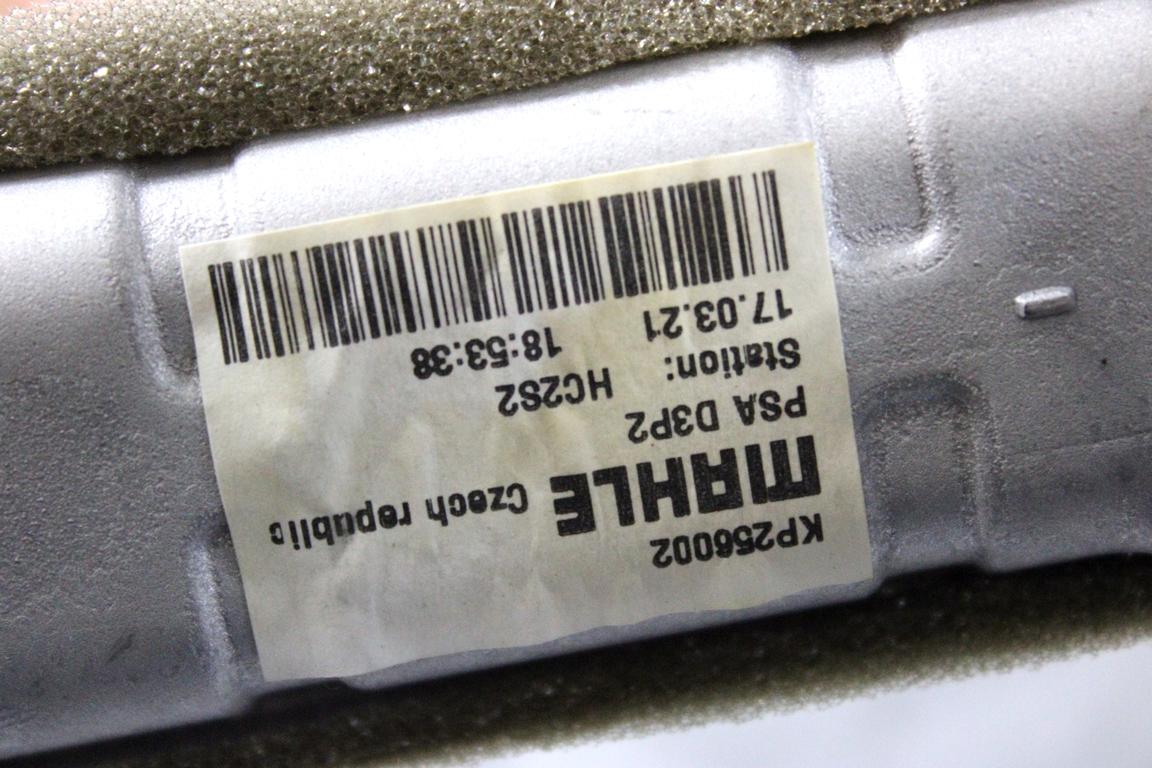 KP256002
MAHLE Czech republic
PSA D3P2
Station: HC2S2
17.03.21 18:53:38